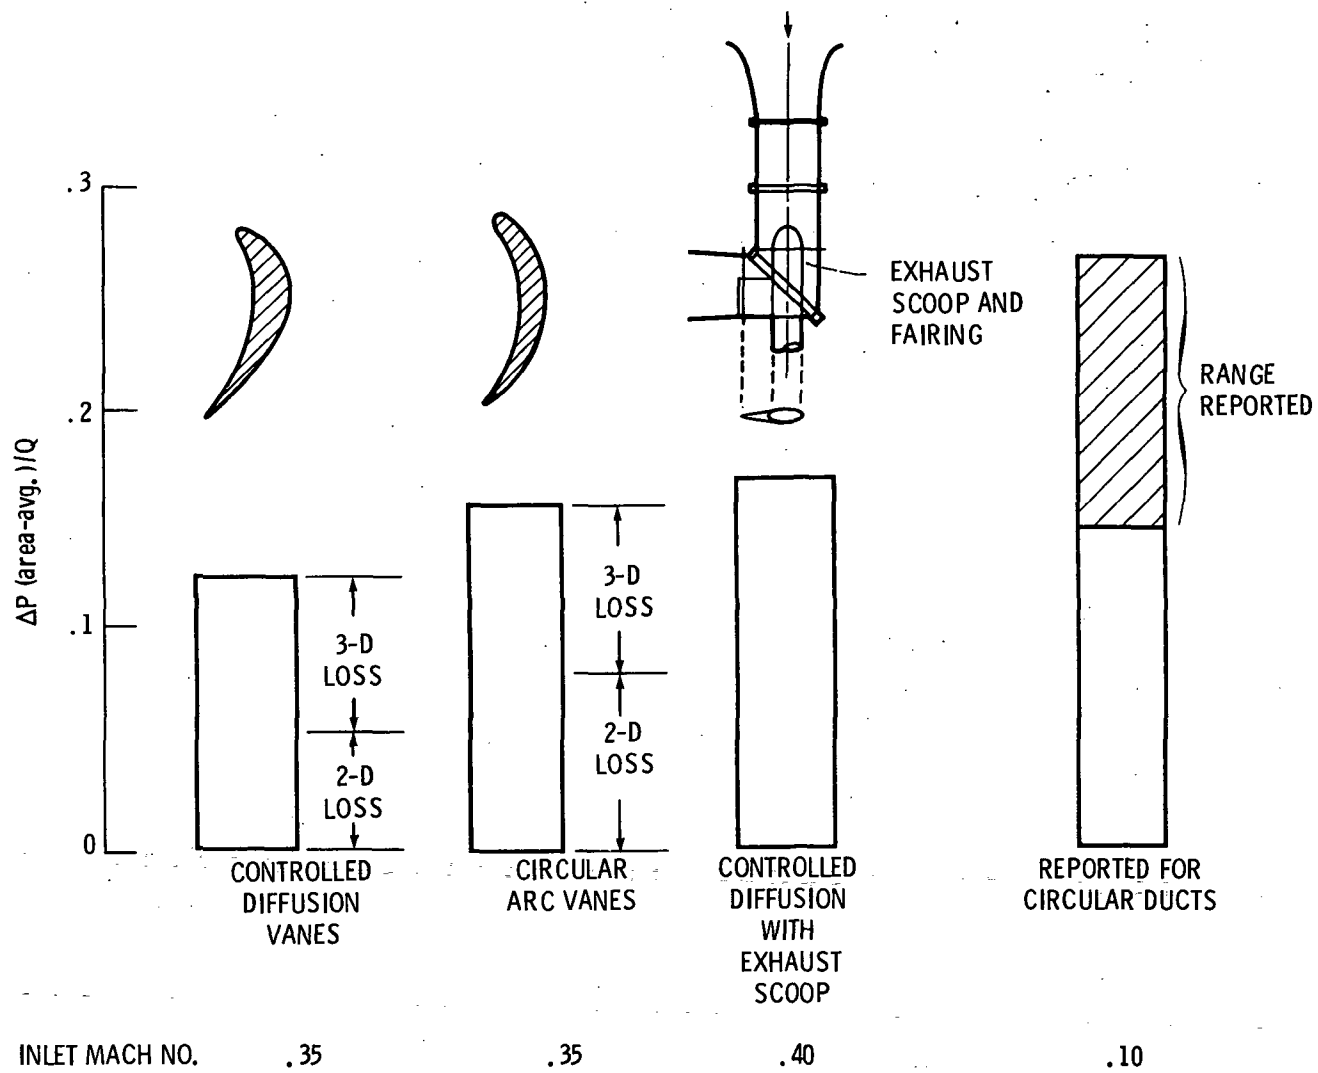 .3
.2
.1
0
ΔP (area-avg.)/Q
EXHAUST
SCOOP AND
FAIRING
RANGE
REPORTED
3-D
LOSS
2-D
LOSS
3-D
LOSS
2-D
LOSS
CONTROLLED
DIFFUSION
VANES
CIRCULAR
ARC VANES
CONTROLLED
DIFFUSION
WITH
EXHAUST
SCOOP
REPORTED FOR
CIRCULAR DUCTS
INLET MACH NO. .35 .35 .40 .10